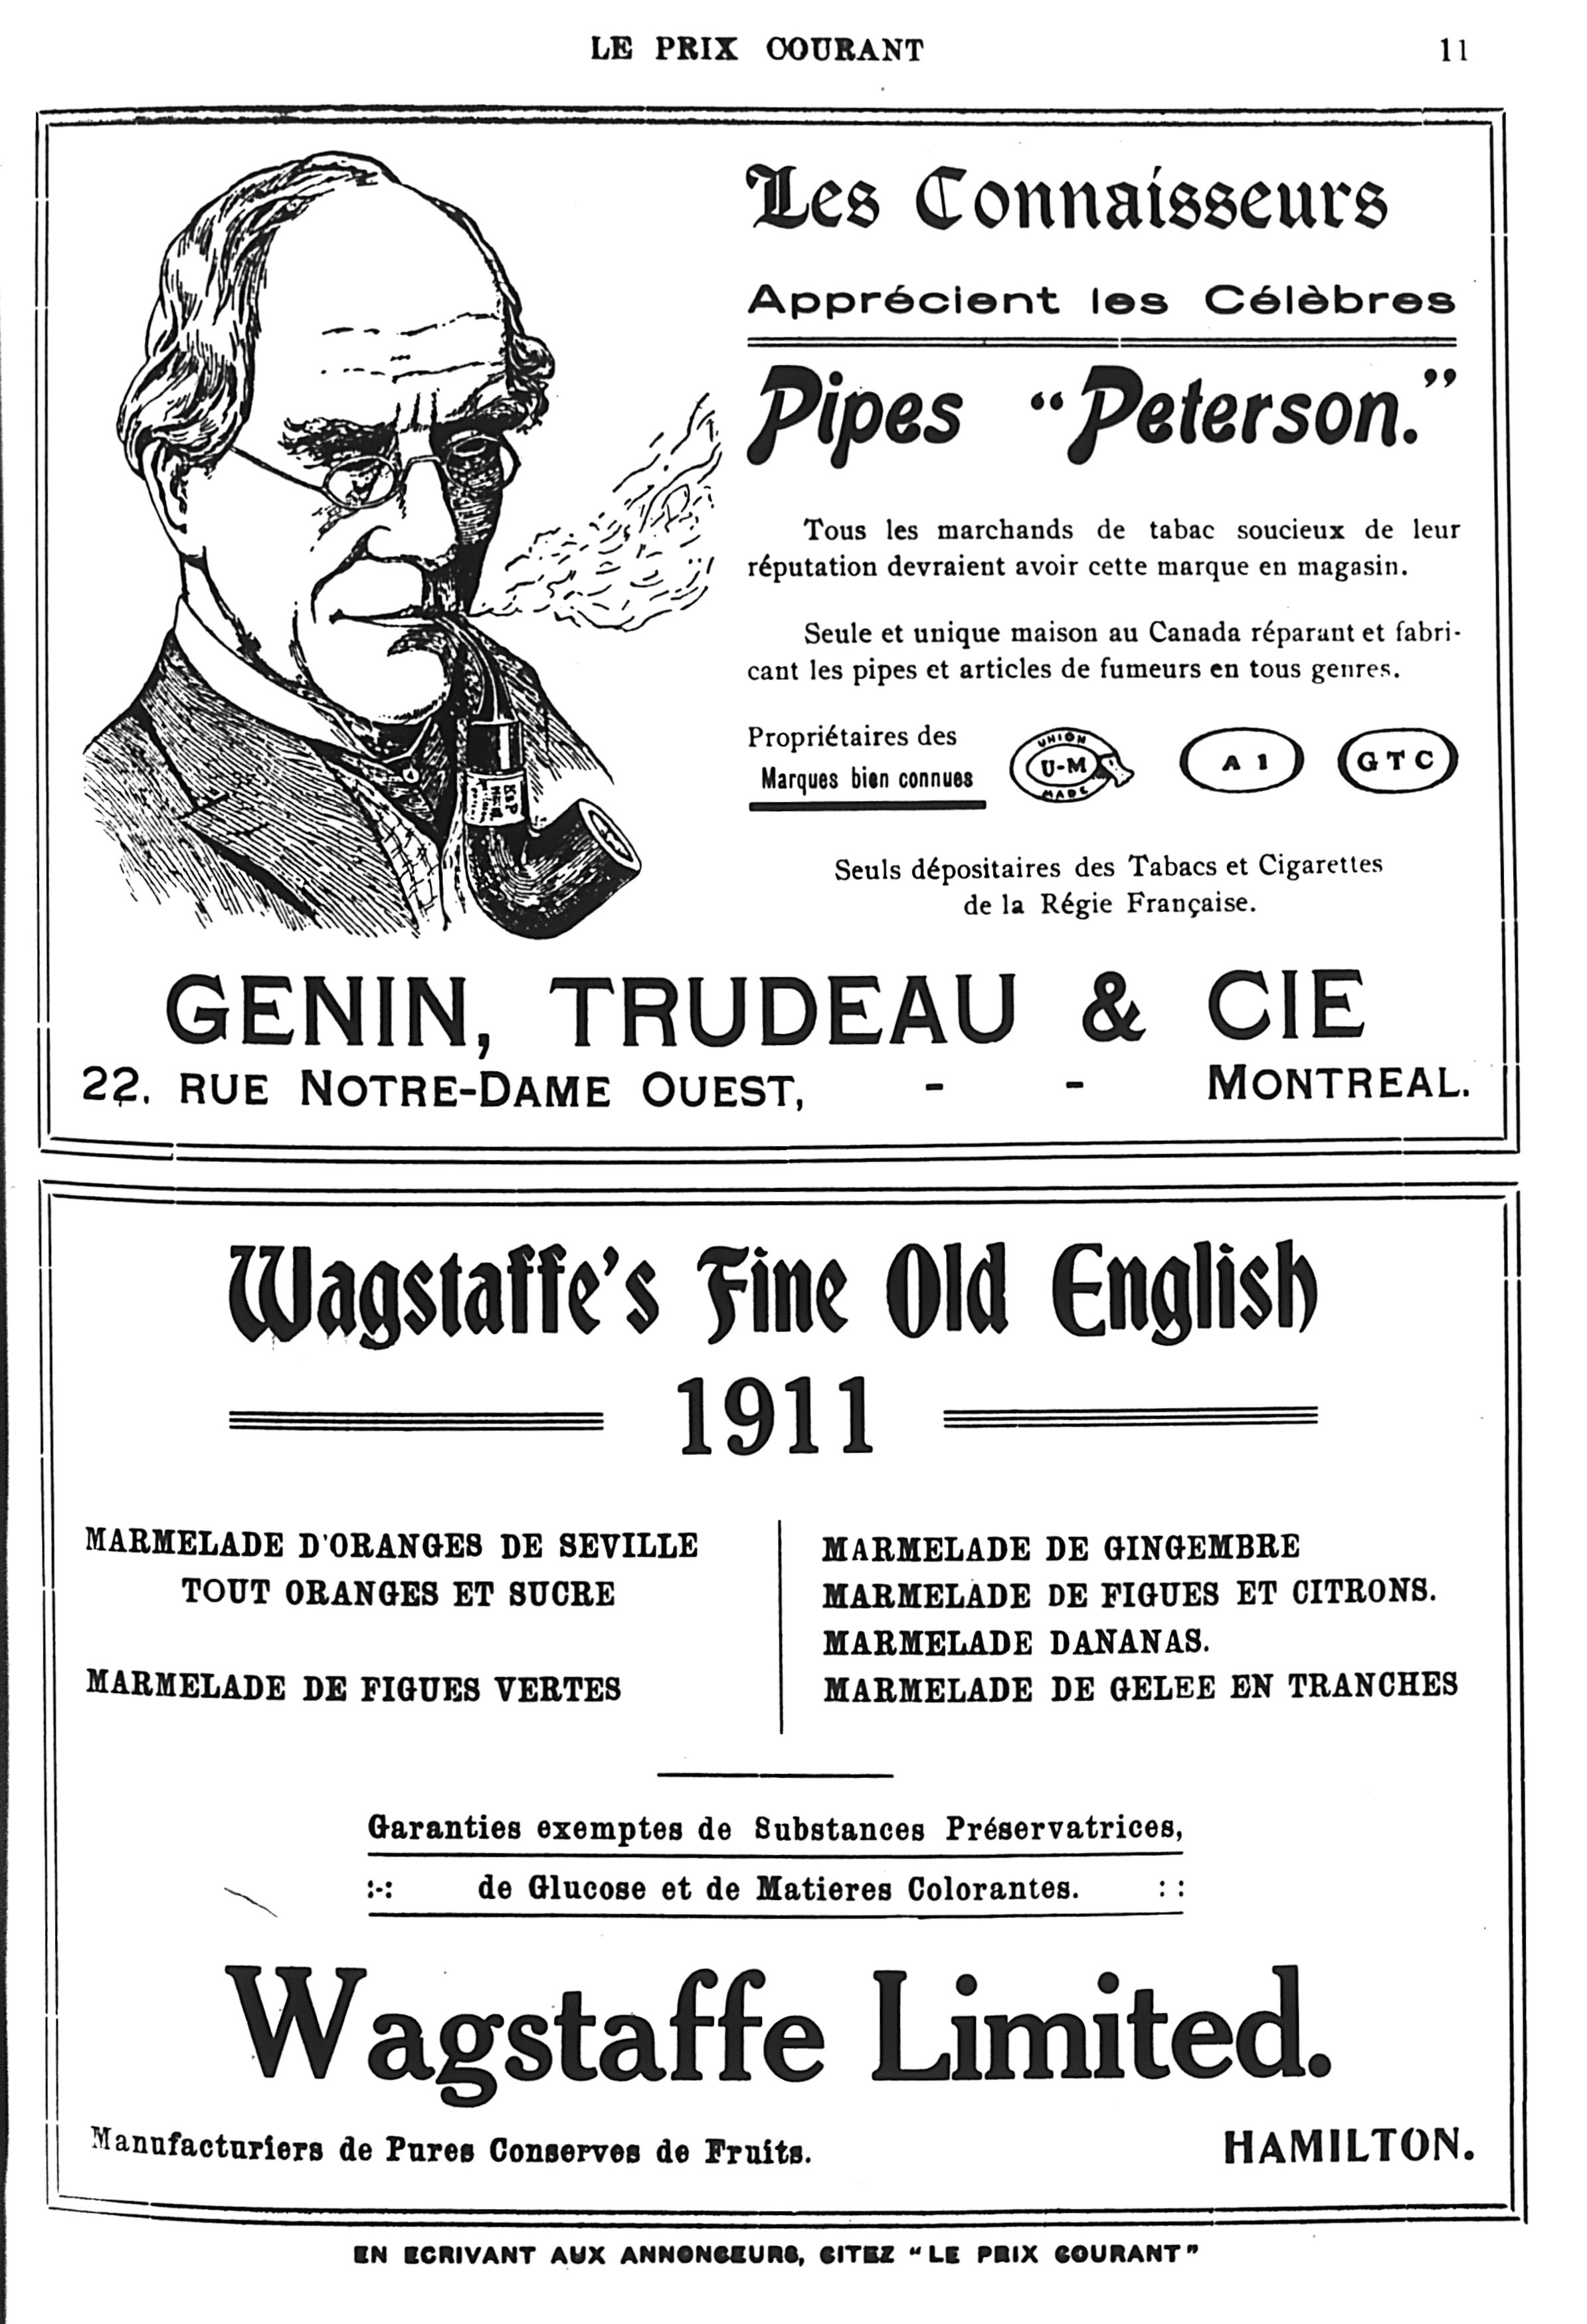 LE PRIX COURANT 11
Les Connaisseurs
Apprécient les Célèbres
Pipes “Peterson.”
Tous les marchands de tabac soucieux de leur
réputation devraient avoir cette marque en magasin.
Seule et unique maison au Canada réparant et fabri-
cant les pipes et articles de fumeurs en tous genres.
Propriétaires des
Marques bien connues
UNION
U-M
MADE
A 1
GTC
Seuls dépositaires des Tabacs et Cigarettes
de la Régie Française.
K&P
GENIN, TRUDEAU & CIE
22, RUE NOTRE-DAME OUEST, - - MONTREAL.
Wagstaffe's Fine Old English
1911
MARMELADE D'ORANGES DE SEVILLE
TOUT ORANGES ET SUCRE
MARMELADE DE FIGUES VERTES
MARMELADE DE GINGEMBRE
MARMELADE DE FIGUES ET CITRONS.
MARMELADE DANANAS.
MARMELADE DE GELEE EN TRANCHES
Garanties exemptes de Substances Préservatrices,
:-: de Glucose et de Matieres Colorantes. : :
Wagstaffe Limited.
Manufacturiers de Pures Conserves de Fruits. HAMILTON.
EN ECRIVANT AUX ANNONCEURS, CITEZ “LE PRIX COURANT”